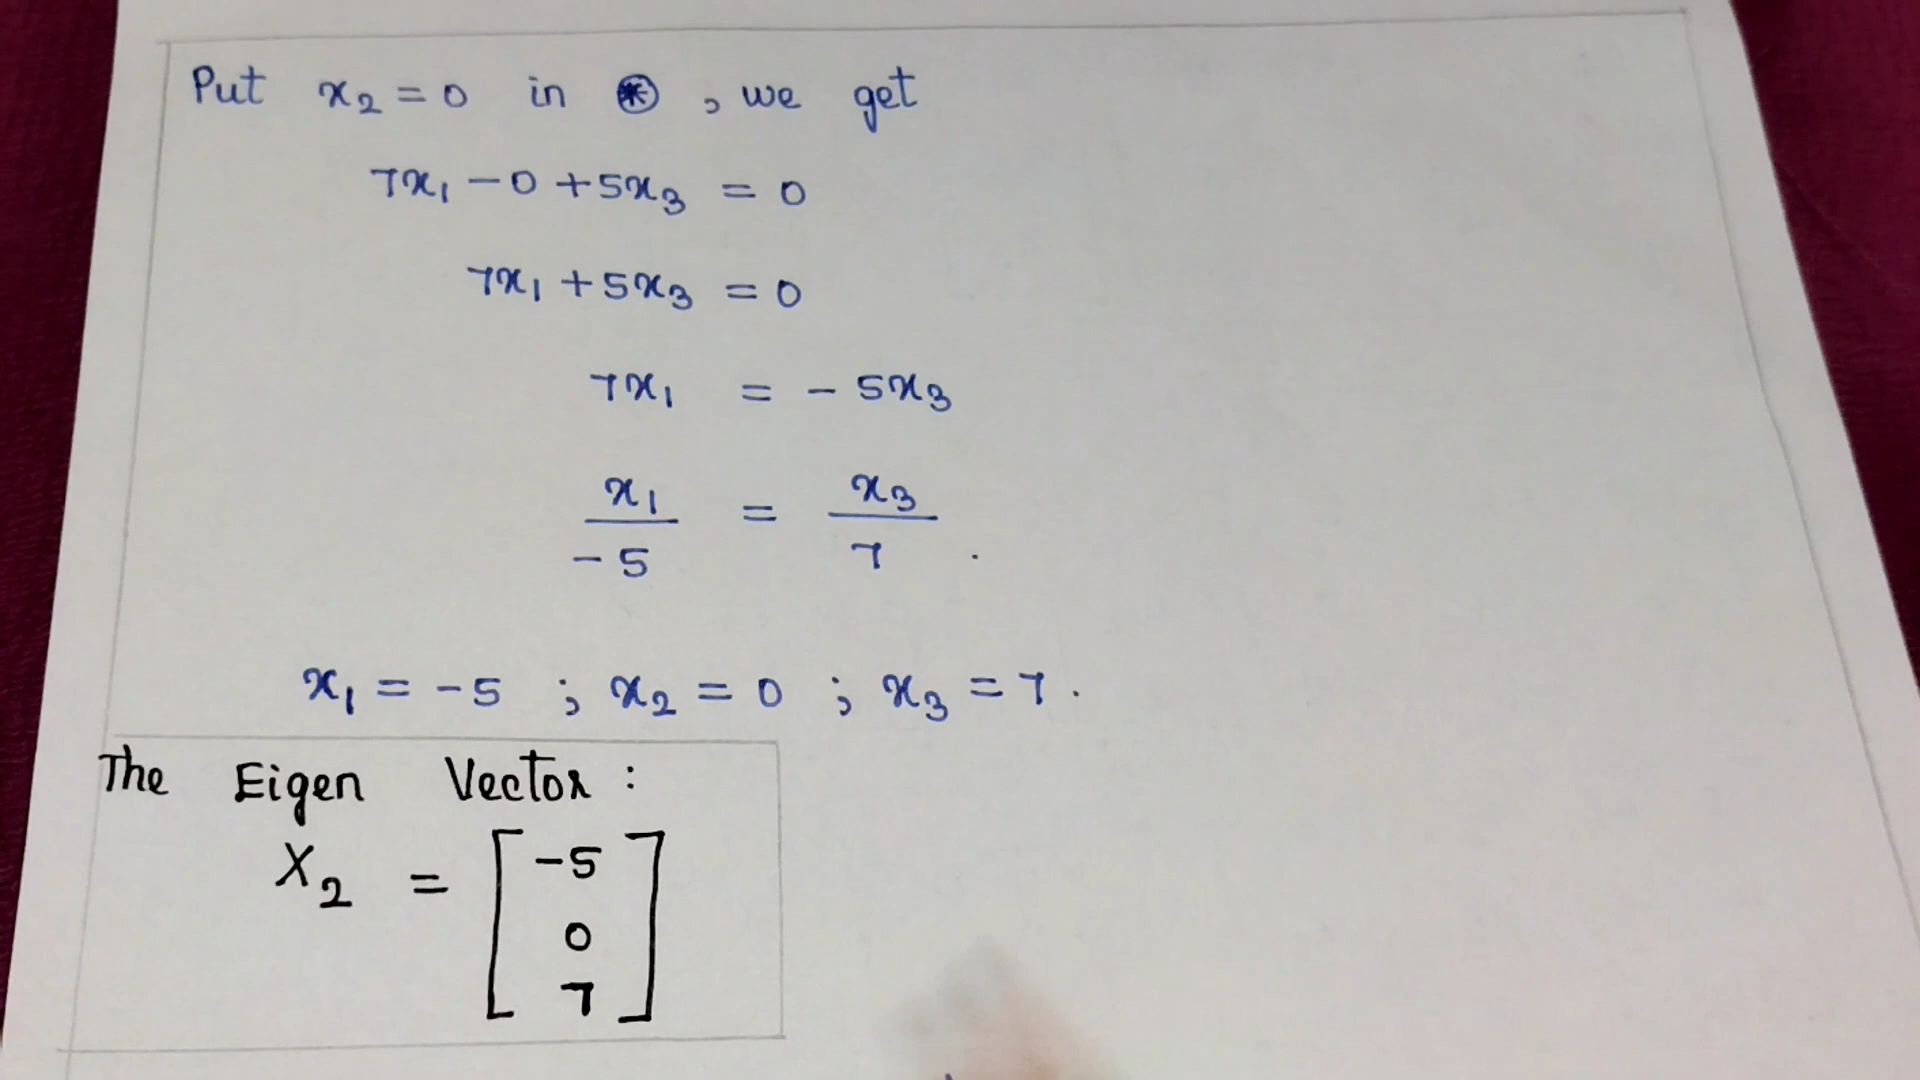 Put x₂ = 0 in ⊛ , we get
7x₁ − 0 + 5x₃ = 0
7x₁ + 5x₃ = 0
7x₁ = − 5x₃
x₁/−5 = x₃/7 .
x₁ = −5 ; x₂ = 0 ; x₃ = 7 .
The Eigen Vector :
X₂ = [−5
0
7]